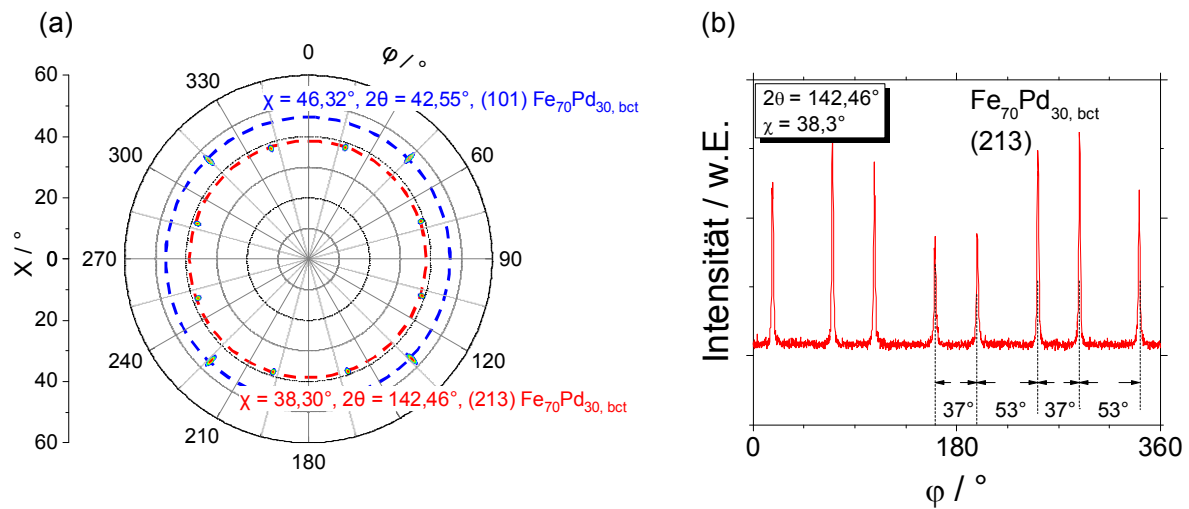 (a)
(b)
φ / °
X / °
60
40
20
0
20
40
60
0
60
90
120
180
210
240
270
300
330
χ = 46,32°, 2θ = 42,55°, (101) Fe70Pd30, bct
χ = 38,30°, 2θ = 142,46°, (213) Fe70Pd30, bct
2θ = 142,46°
χ = 38,3°
Fe70Pd30, bct
(213)
Intensität / w.E.
37° 53° 37° 53°
0 180 360
φ / °